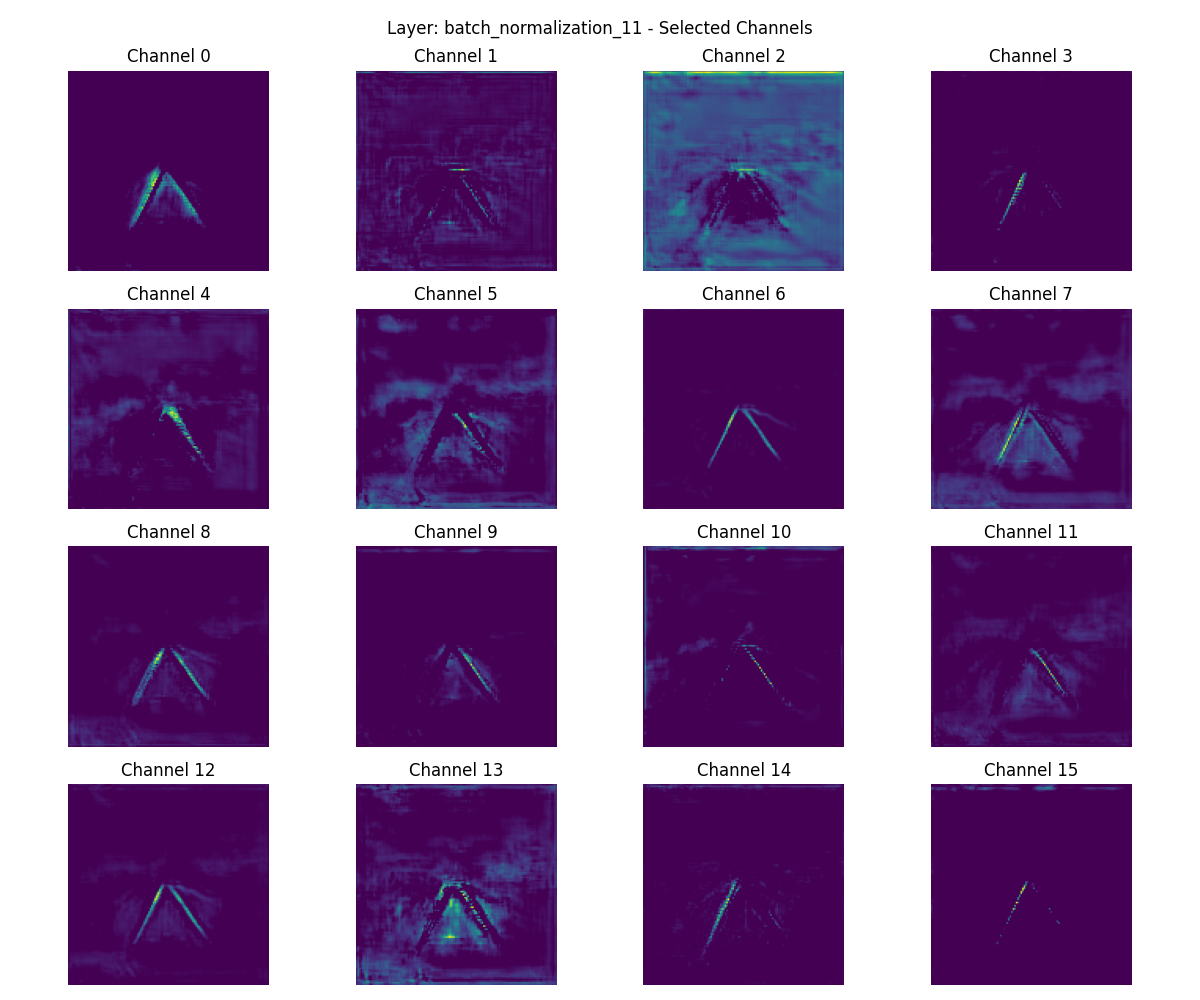 Layer: batch_normalization_11 - Selected Channels
Channel 0
Channel 1
Channel 2
Channel 3
Channel 4
Channel 5
Channel 6
Channel 7
Channel 8
Channel 9
Channel 10
Channel 11
Channel 12
Channel 13
Channel 14
Channel 15